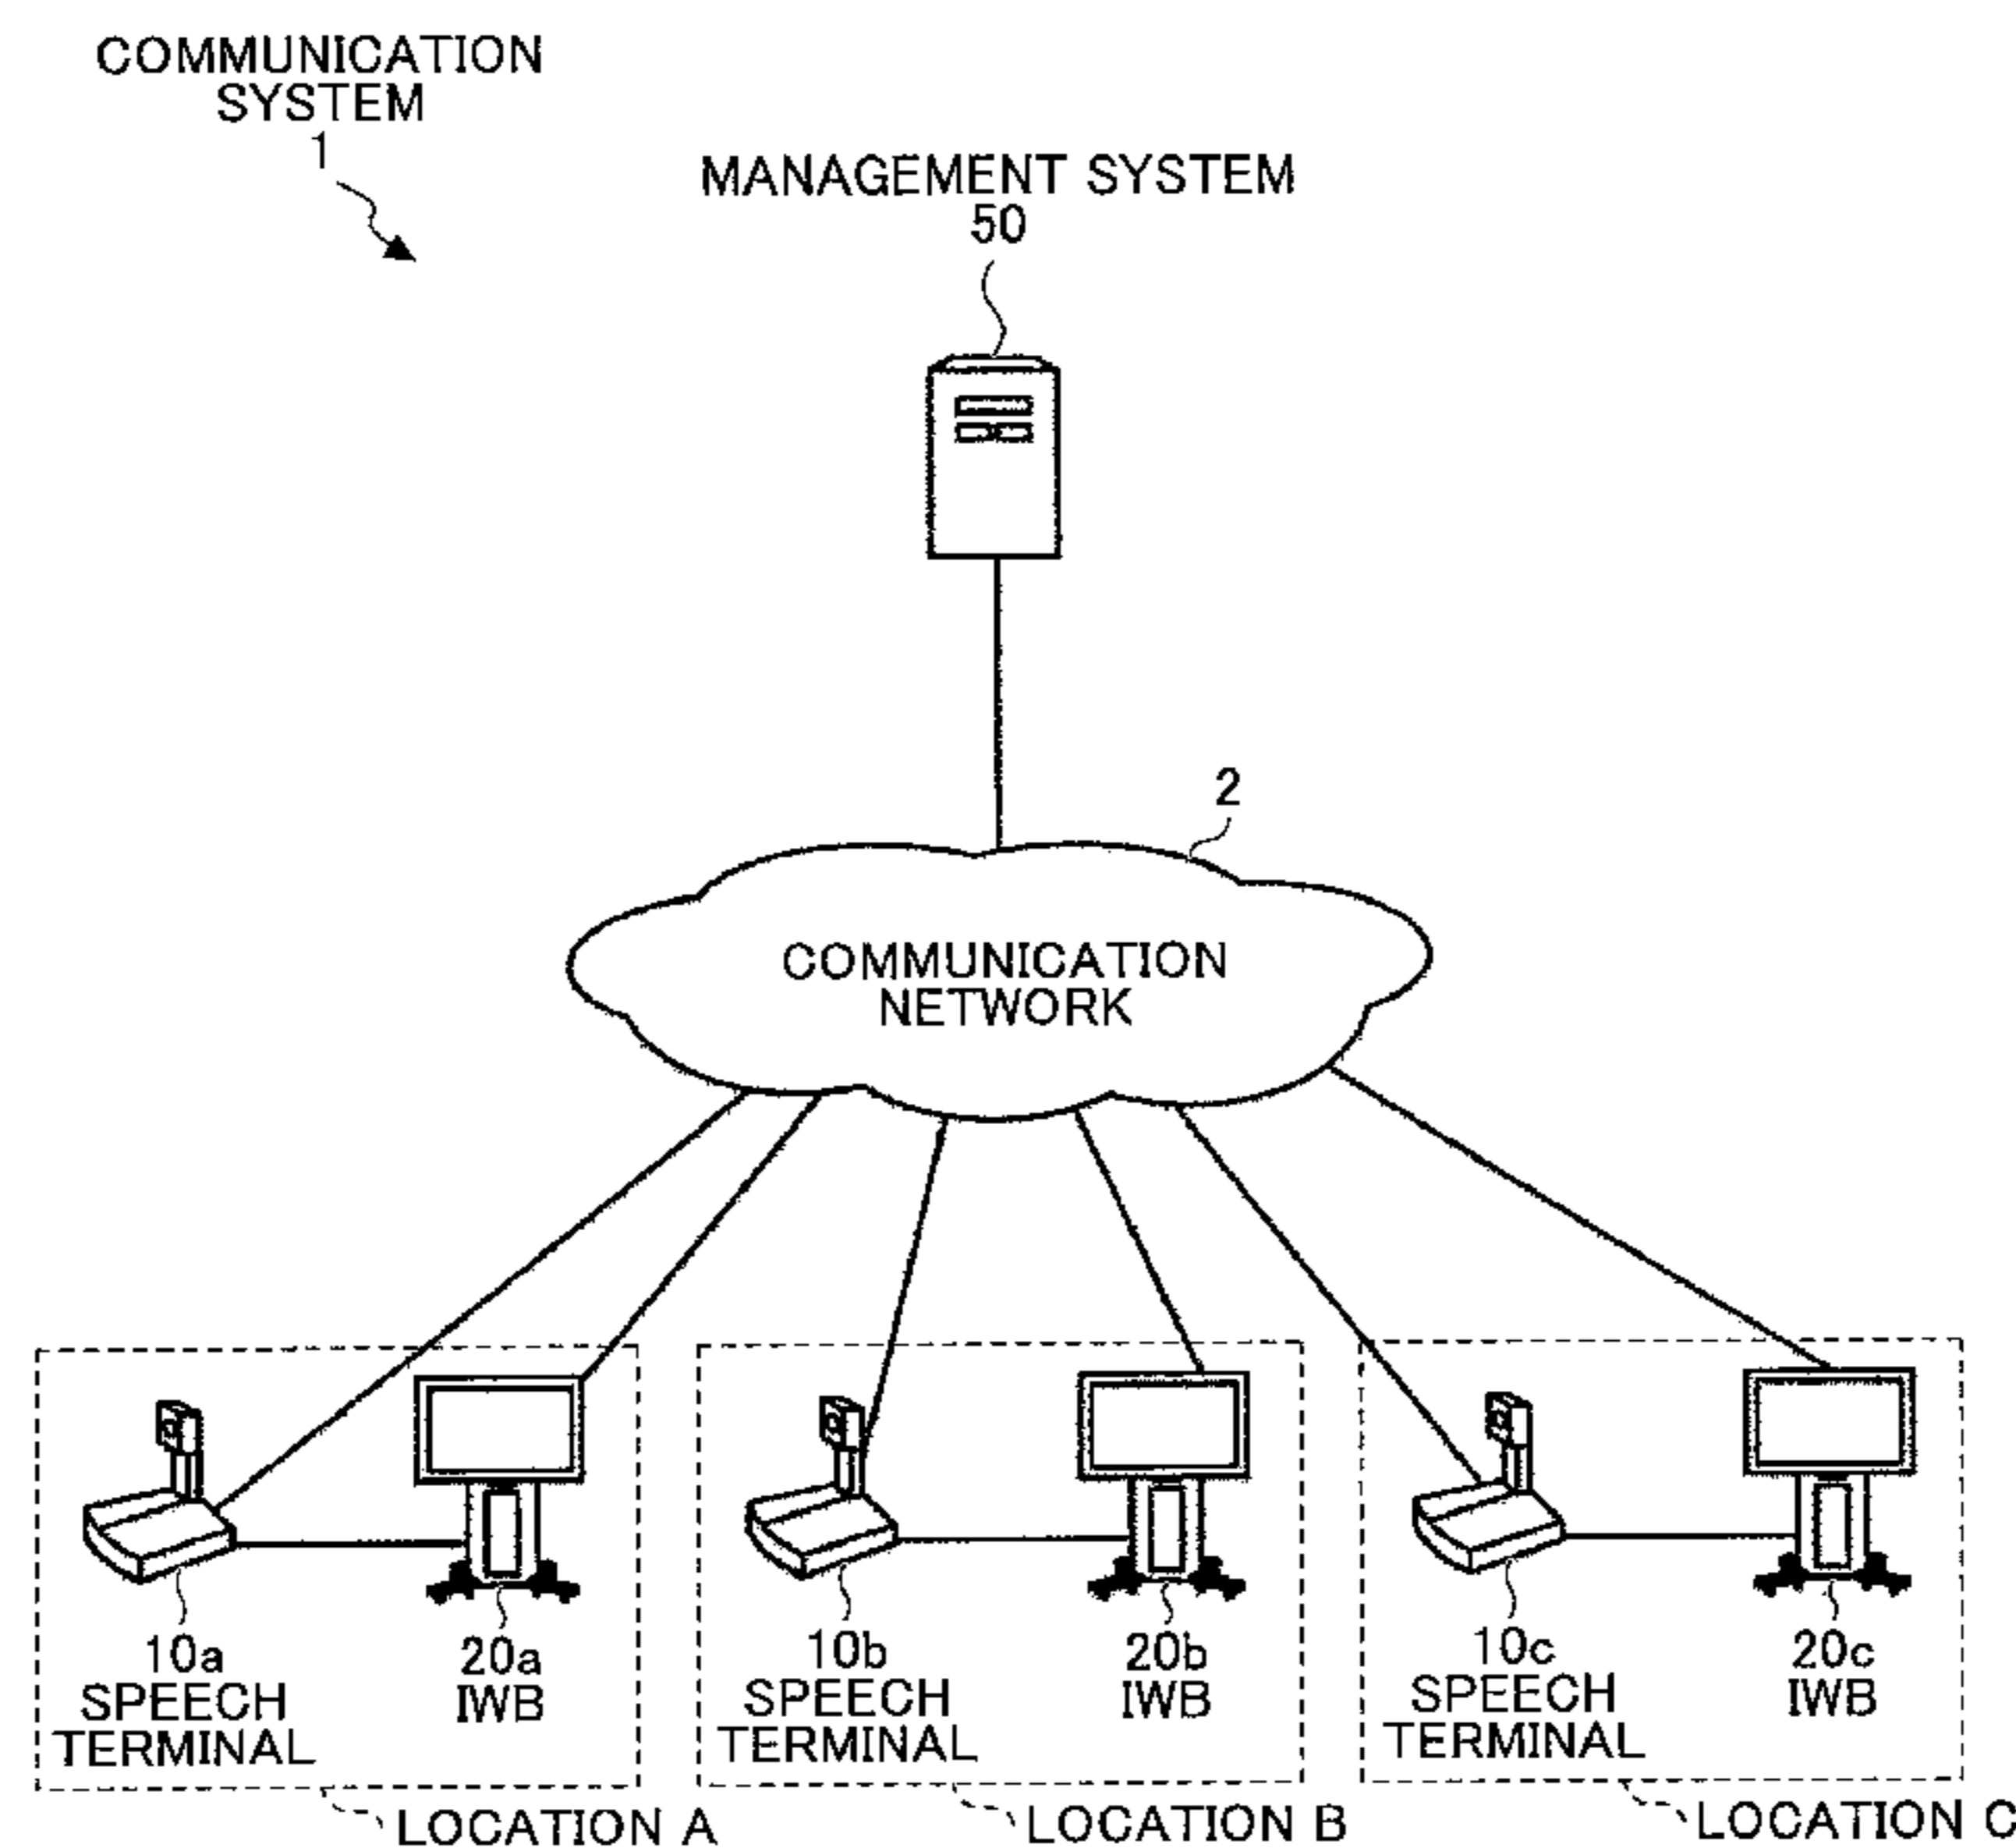 COMMUNICATION
SYSTEM
1
MANAGEMENT SYSTEM
50
2
COMMUNICATION
NETWORK
10a
SPEECH
TERMINAL
20a
IWB
10b
SPEECH
TERMINAL
20b
IWB
10c
SPEECH
TERMINAL
20c
IWB
LOCATION A
LOCATION B
LOCATION C